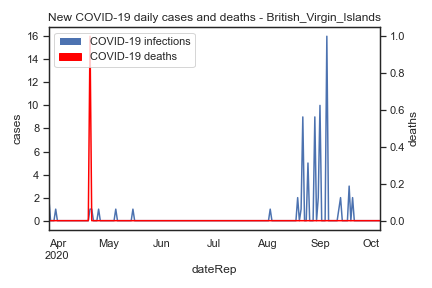 New COVID-19 daily cases and deaths - British_Virgin_Islands
COVID-19 infections
COVID-19 deaths
16
14
12
10
8
6
4
2
0
cases
1.0
0.8
0.6
0.4
0.2
0.0
deaths
Apr May Jun Jul Aug Sep Oct
2020
dateRep